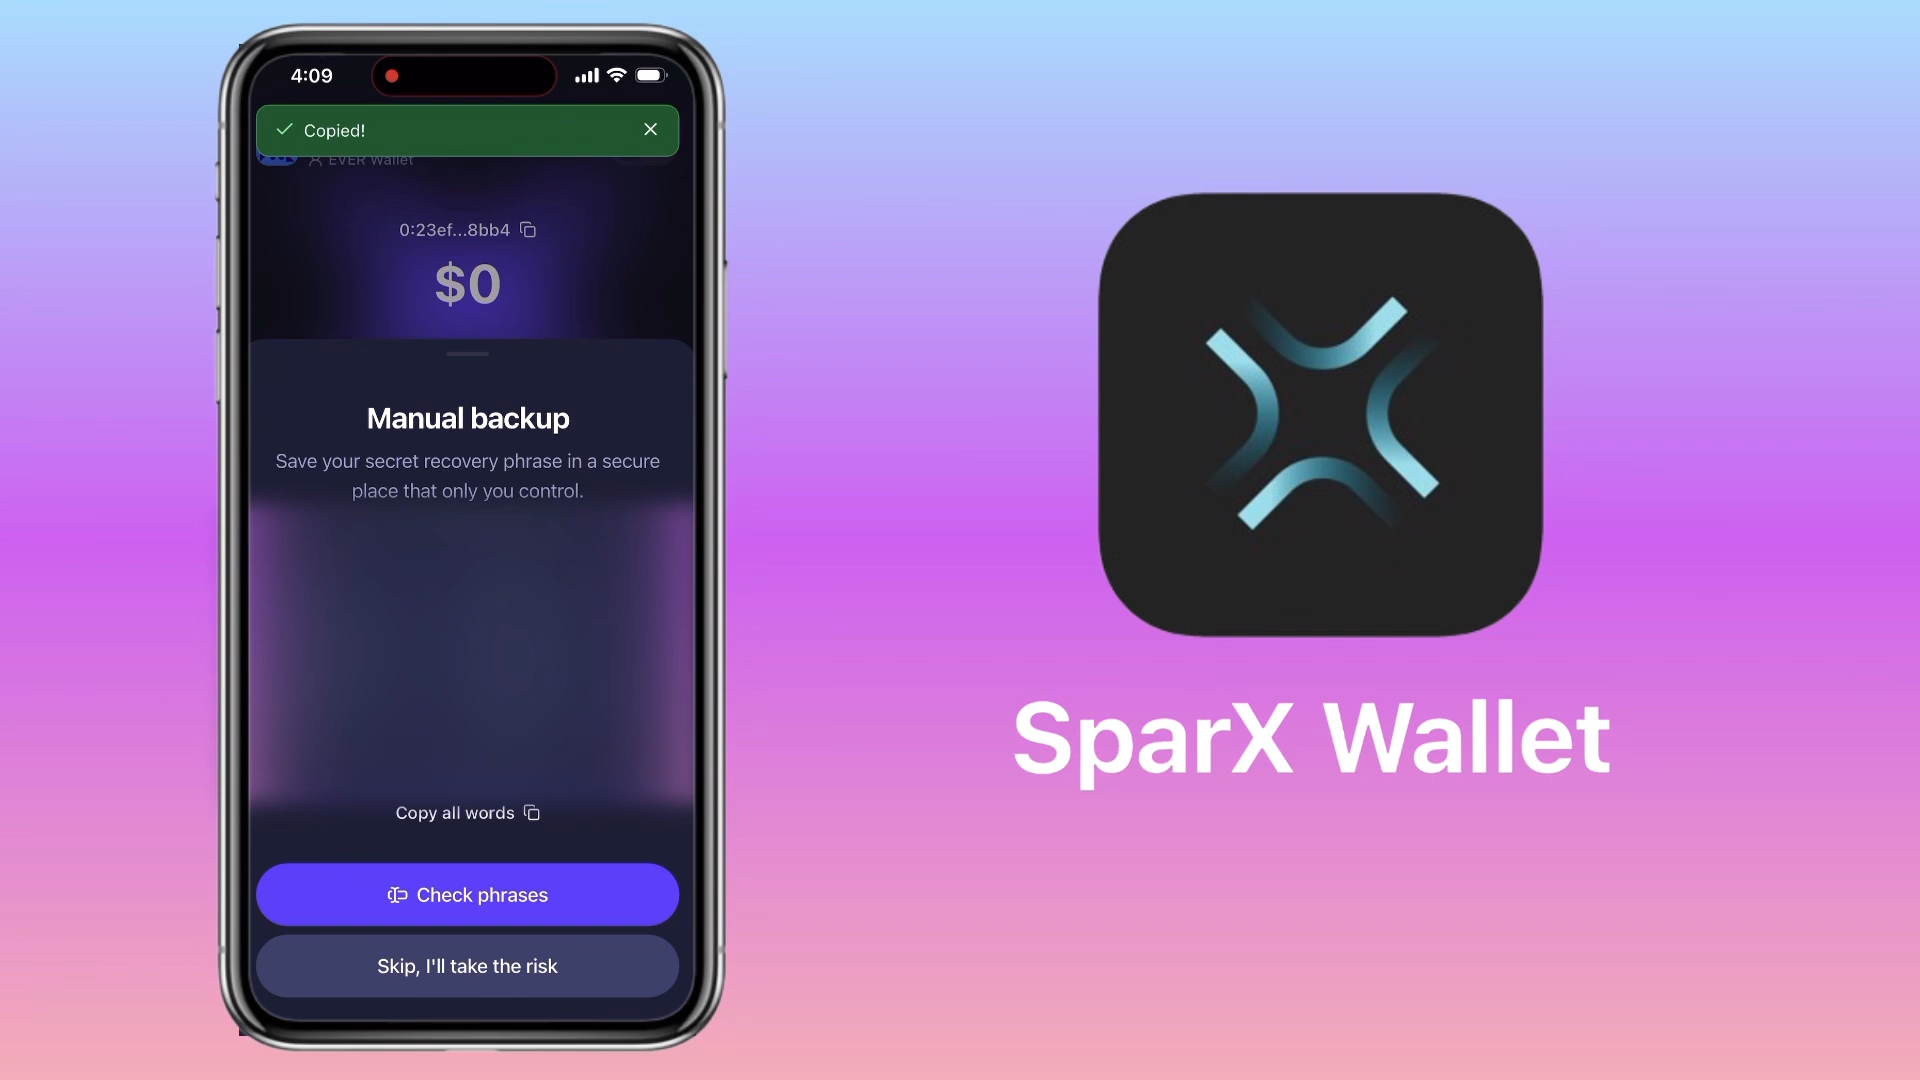 4:09
Copied!
EVER Wallet
0:23ef...8bb4
$0
Manual backup
Save your secret recovery phrase in a secure
place that only you control.
Copy all words
Check phrases
Skip, I'll take the risk
SparX Wallet